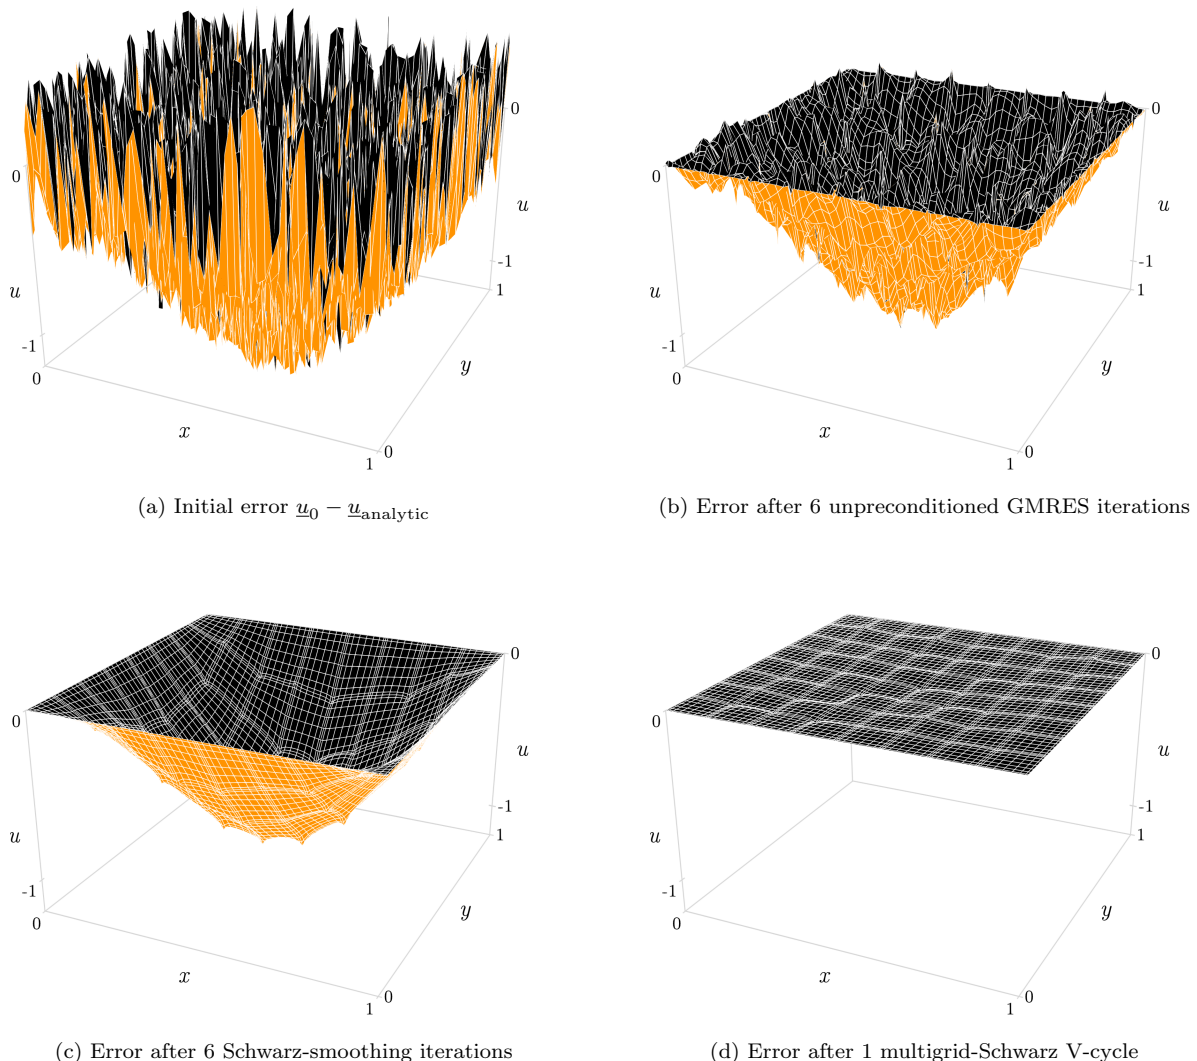 0
u
-1
1
0
u
-1
0
y
x
0
1
(a) Initial error u₀ − u_analytic
0
u
-1
1
0
u
-1
0
y
x
0
1
(b) Error after 6 unpreconditioned GMRES iterations
0
u
-1
1
0
u
-1
0
y
x
0
1
(c) Error after 6 Schwarz-smoothing iterations
0
u
-1
1
0
u
-1
0
y
x
0
1
(d) Error after 1 multigrid-Schwarz V-cycle